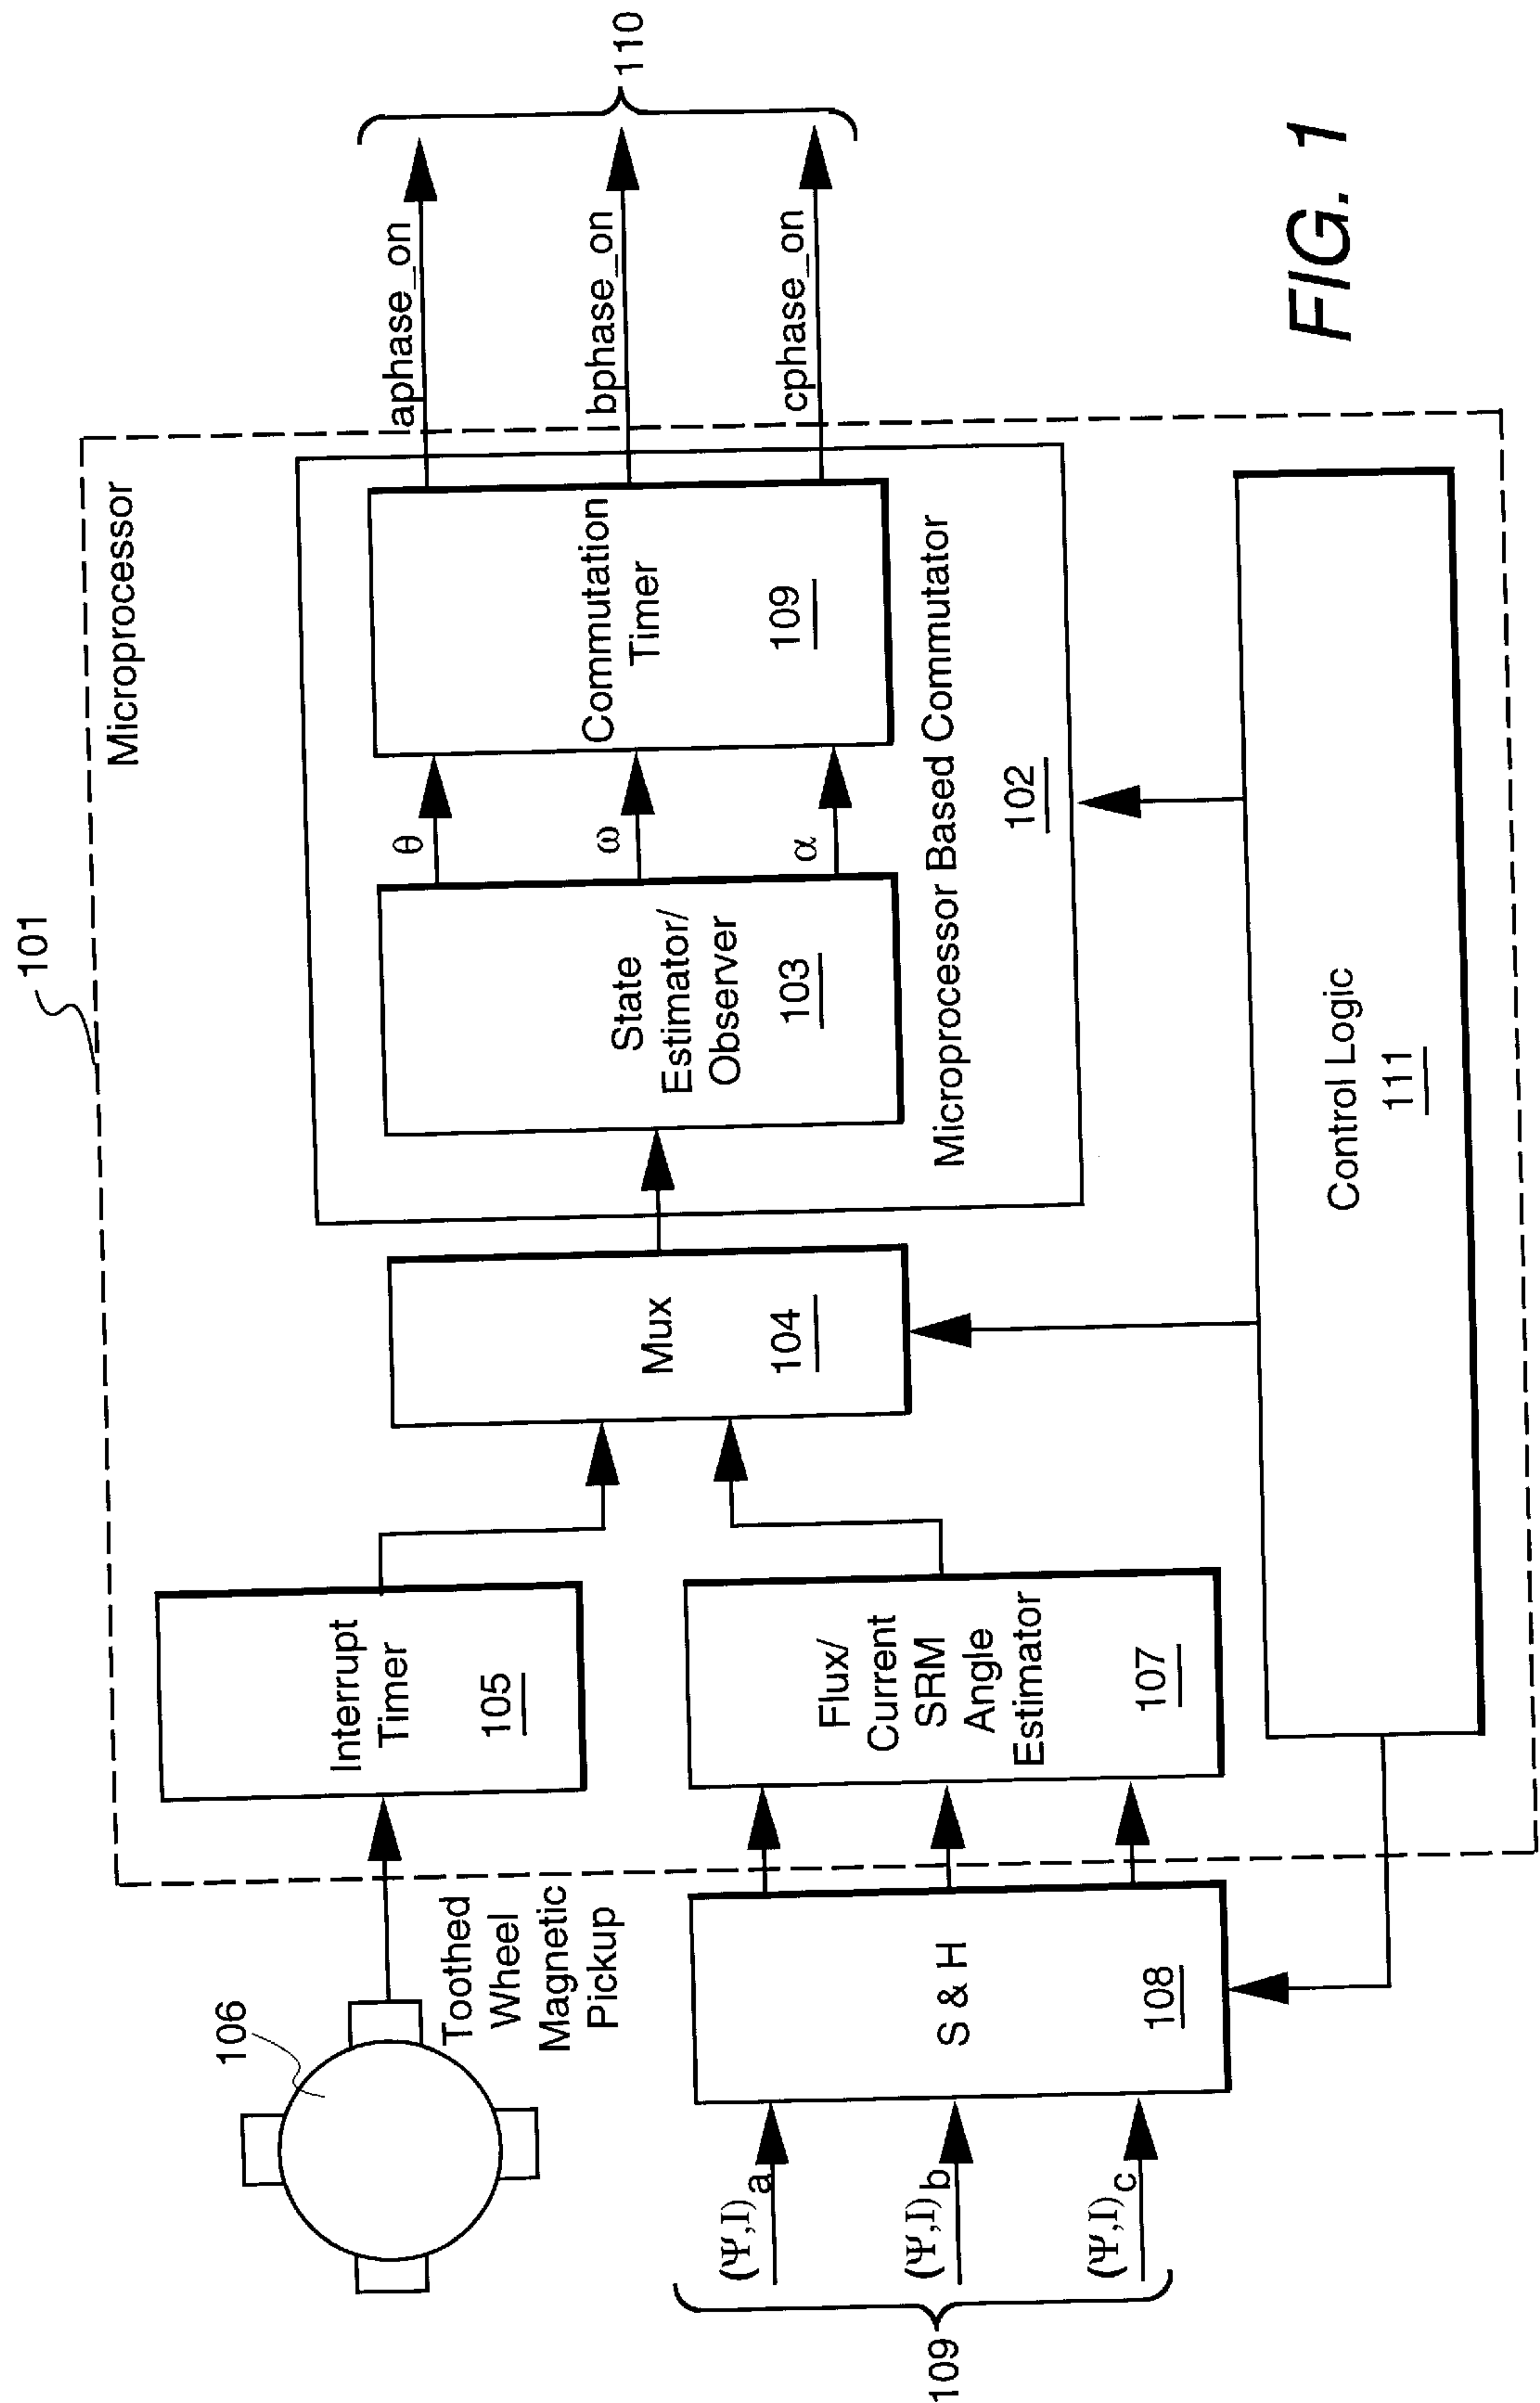 101
Microprocessor
106
Toothed
Wheel
Magnetic
Pickup
Interrupt
Timer
105
Mux
104
State
Estimator/
Observer
103
θ
ω
α
Commutation
Timer
109
Microprocessor Based Commutator
102
aphase_on
bphase_on
cphase_on
110
109
(Ψ,I)a
(Ψ,I)b
(Ψ,I)c
S & H
108
Flux/
Current
SRM
Angle
Estimator
107
Control Logic
111
FIG. 1